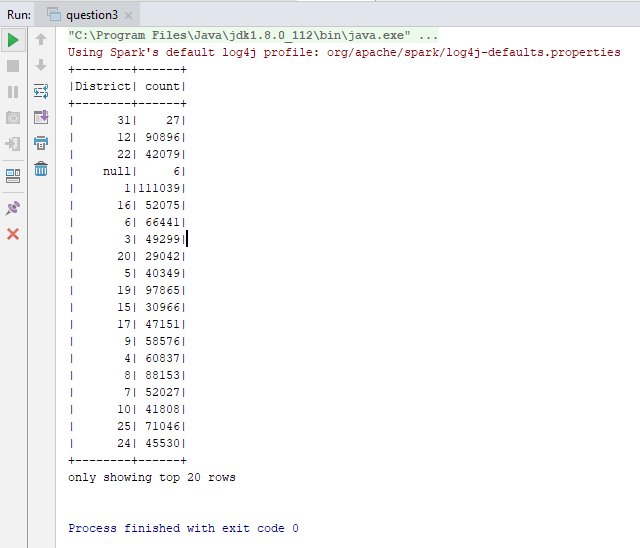 Run: question3
"C:\Program Files\Java\jdk1.8.0_112\bin\java.exe" ...
Using Spark's default log4j profile: org/apache/spark/log4j-defaults.properties
+--------+------+
|District| count|
+--------+------+
|      31|    27|
|      12| 90896|
|      22| 42079|
|    null|     6|
|       1|111039|
|      16| 52075|
|       6| 66441|
|       3| 49299|
|      20| 29042|
|       5| 40349|
|      19| 97865|
|      15| 30966|
|      17| 47151|
|       9| 58576|
|       4| 60837|
|       8| 88153|
|       7| 52027|
|      10| 41808|
|      25| 71046|
|      24| 45530|
+--------+------+
only showing top 20 rows
Process finished with exit code 0